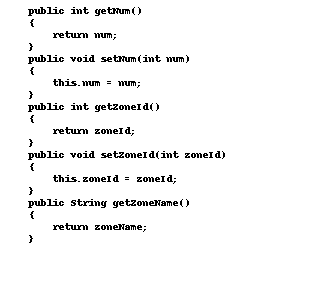 public int getNum()
{
    return num;
}
public void setNum(int num)
{
    this.num = num;
}
public int getZoneId()
{
    return zoneId;
}
public void setZoneId(int zoneId)
{
    this.zoneId = zoneId;
}
public String getZoneName()
{
    return zoneName;
}